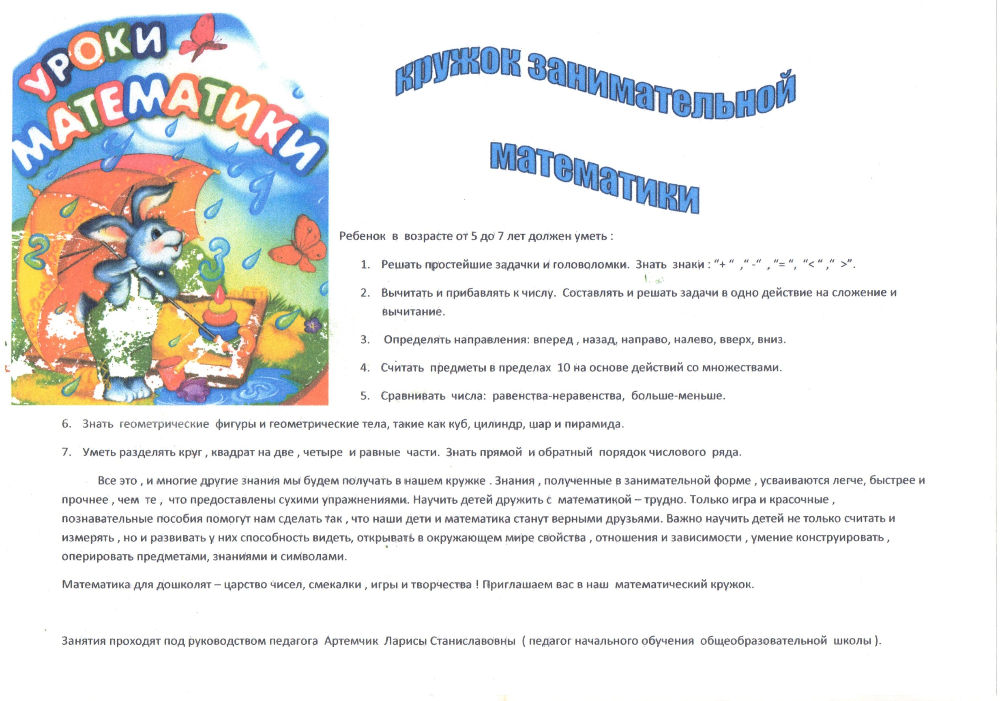 УРОКИ
МАТЕМАТИКИ
кружок занимательной
математики
Ребенок в возрасте от 5 до 7 лет должен уметь :
1. Решать простейшие задачки и головоломки. Знать знаки : “+ “ ,“ -“ , “= “, “< “ ,“ >”.
2. Вычитать и прибавлять к числу. Составлять и решать задачи в одно действие на сложение и
вычитание.
3. Определять направления: вперед , назад, направо, налево, вверх, вниз.
4. Считать предметы в пределах 10 на основе действий со множествами.
5. Сравнивать числа: равенства-неравенства, больше-меньше.
2
3
6. Знать геометрические фигуры и геометрические тела, такие как куб, цилиндр, шар и пирамида.
7. Уметь разделять круг , квадрат на две , четыре и равные части. Знать прямой и обратный порядок числового ряда.
Все это , и многие другие знания мы будем получать в нашем кружке . Знания , полученные в занимательной форме , усваиваются легче, быстрее и
прочнее , чем те , что предоставлены сухими упражнениями. Научить детей дружить с математикой – трудно. Только игра и красочные ,
познавательные пособия помогут нам сделать так , что наши дети и математика станут верными друзьями. Важно научить детей не только считать и
измерять , но и развивать у них способность видеть, открывать в окружающем мире свойства , отношения и зависимости , умение конструировать ,
оперировать предметами, знаниями и символами.
Математика для дошколят – царство чисел, смекалки , игры и творчества ! Приглашаем вас в наш математический кружок.
Занятия проходят под руководством педагога Артемчик Ларисы Станиславовны ( педагог начального обучения общеобразовательной школы ).